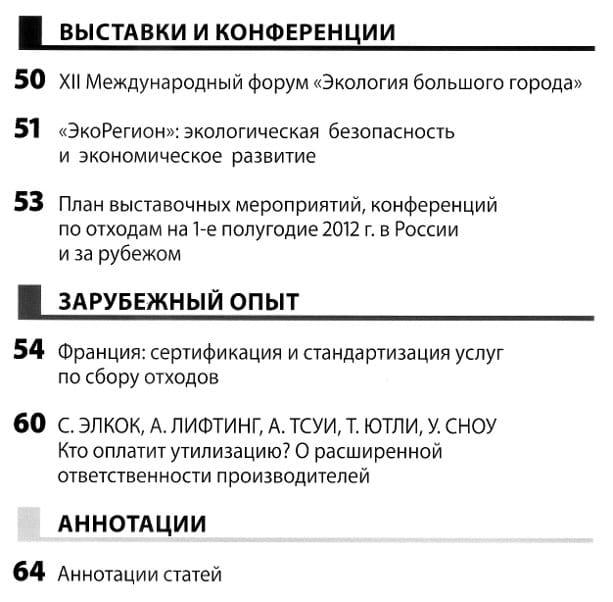 ВЫСТАВКИ И КОНФЕРЕНЦИИ
50 XII Международный форум «Экология большого города»
51 «ЭкоРегион»: экологическая безопасность
и экономическое развитие
53 План выставочных мероприятий, конференций
по отходам на 1-е полугодие 2012 г. в России
и за рубежом
ЗАРУБЕЖНЫЙ ОПЫТ
54 Франция: сертификация и стандартизация услуг
по сбору отходов
60 С. ЭЛКОК, А. ЛИФТИНГ, А. ТСУИ, Т. ЮТЛИ, У. СНОУ
Кто оплатит утилизацию? О расширенной
ответственности производителей
АННОТАЦИИ
64 Аннотации статей